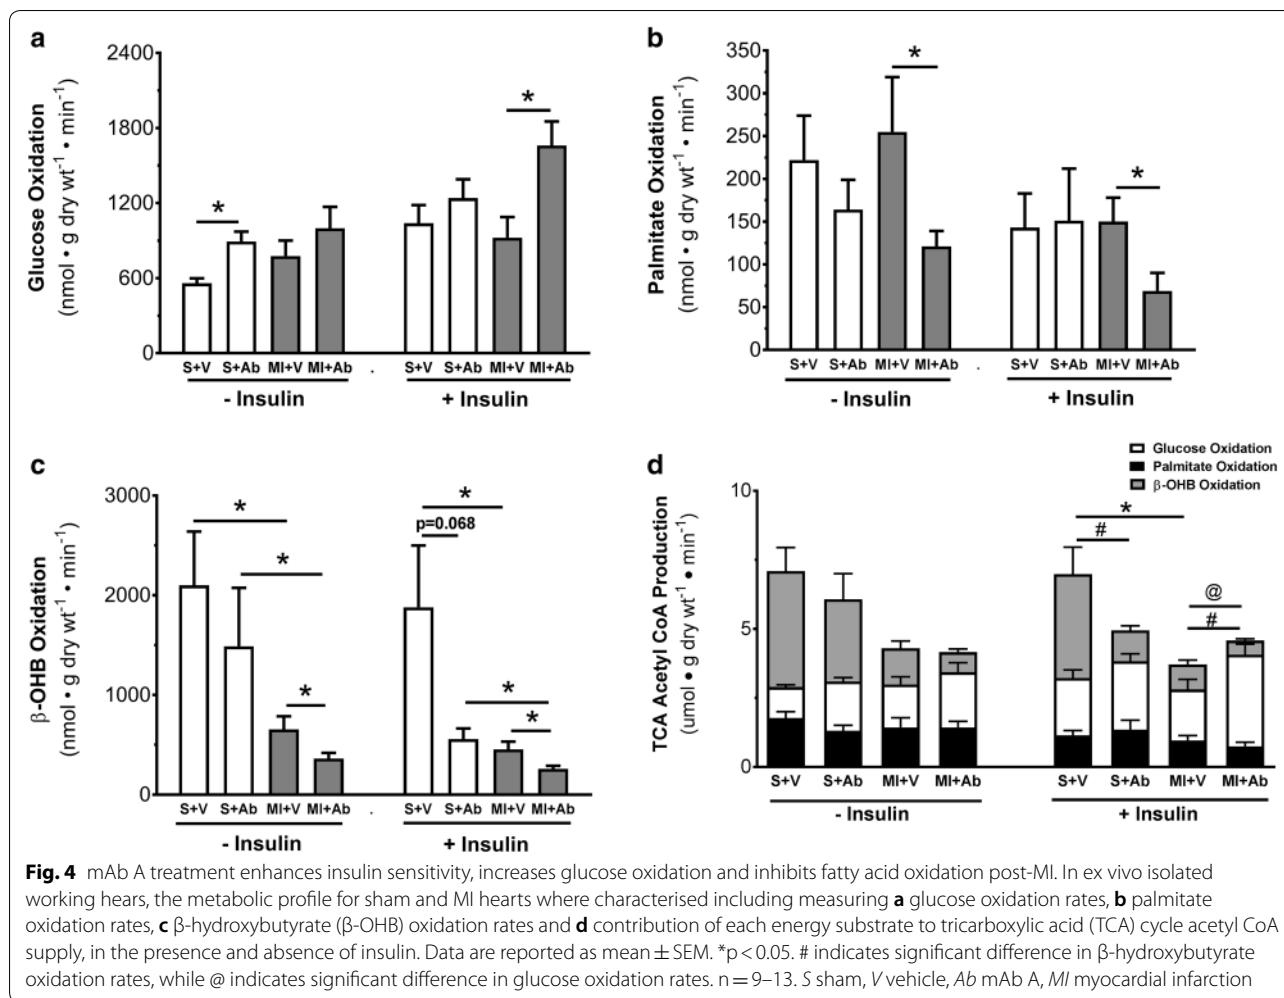 a
2400
1800
1200
600
0
Glucose Oxidation
(nmol • g dry wt⁻¹ • min⁻¹)
*
*
S+V S+Ab MI+V MI+Ab . S+V S+Ab MI+V MI+Ab
- Insulin + Insulin
b
350
300
250
200
150
100
50
0
Palmitate Oxidation
(nmol • g dry wt⁻¹ • min⁻¹)
*
*
S+V S+Ab MI+V MI+Ab . S+V S+Ab MI+V MI+Ab
- Insulin + Insulin
c
3000
2000
1000
0
β-OHB Oxidation
(nmol • g dry wt⁻¹ • min⁻¹)
* *
p=0.068
* *
* *
S+V S+Ab MI+V MI+Ab . S+V S+Ab MI+V MI+Ab
- Insulin + Insulin
d
Glucose Oxidation
Palmitate Oxidation
β-OHB Oxidation
10
5
0
TCA Acetyl CoA Production
(umol • g dry wt⁻¹ • min⁻¹)
*
#
@
#
S+V S+Ab MI+V MI+Ab S+V S+Ab MI+V MI+Ab
- Insulin + Insulin
Fig. 4 mAb A treatment enhances insulin sensitivity, increases glucose oxidation and inhibits fatty acid oxidation post-MI. In ex vivo isolated
working hears, the metabolic profile for sham and MI hearts where characterised including measuring a glucose oxidation rates, b palmitate
oxidation rates, c β-hydroxybutyrate (β-OHB) oxidation rates and d contribution of each energy substrate to tricarboxylic acid (TCA) cycle acetyl CoA
supply, in the presence and absence of insulin. Data are reported as mean ± SEM. *p < 0.05. # indicates significant difference in β-hydroxybutyrate
oxidation rates, while @ indicates significant difference in glucose oxidation rates. n = 9–13. S sham, V vehicle, Ab mAb A, MI myocardial infarction